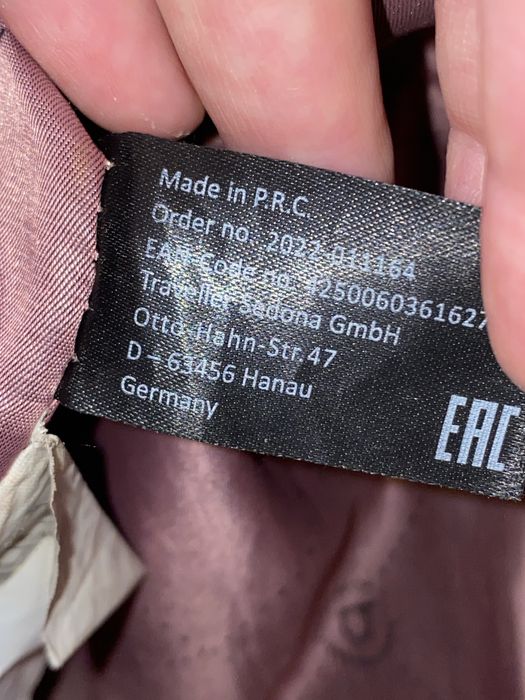 Made in P.R.C.
Order no. 2022-011164
EAN-Code no. 4250060361627
Traveller Sedona GmbH
Otto-Hahn-Str. 47
D – 63456 Hanau
Germany
EAC
@